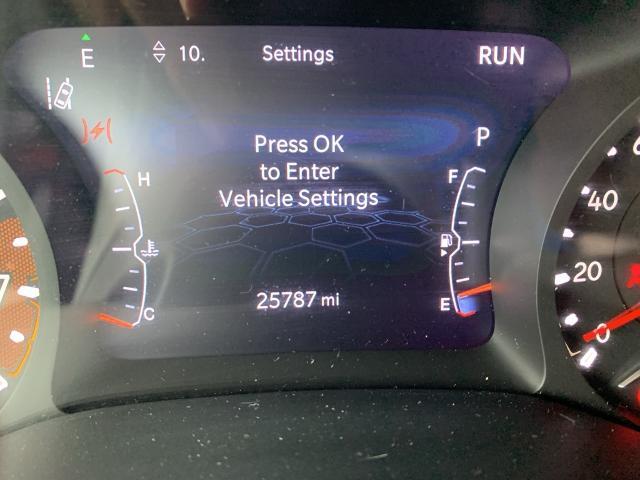 E
10. Settings
RUN
P
Press OK
to Enter
Vehicle Settings
H
F
40
20
25787 mi
C
E
0